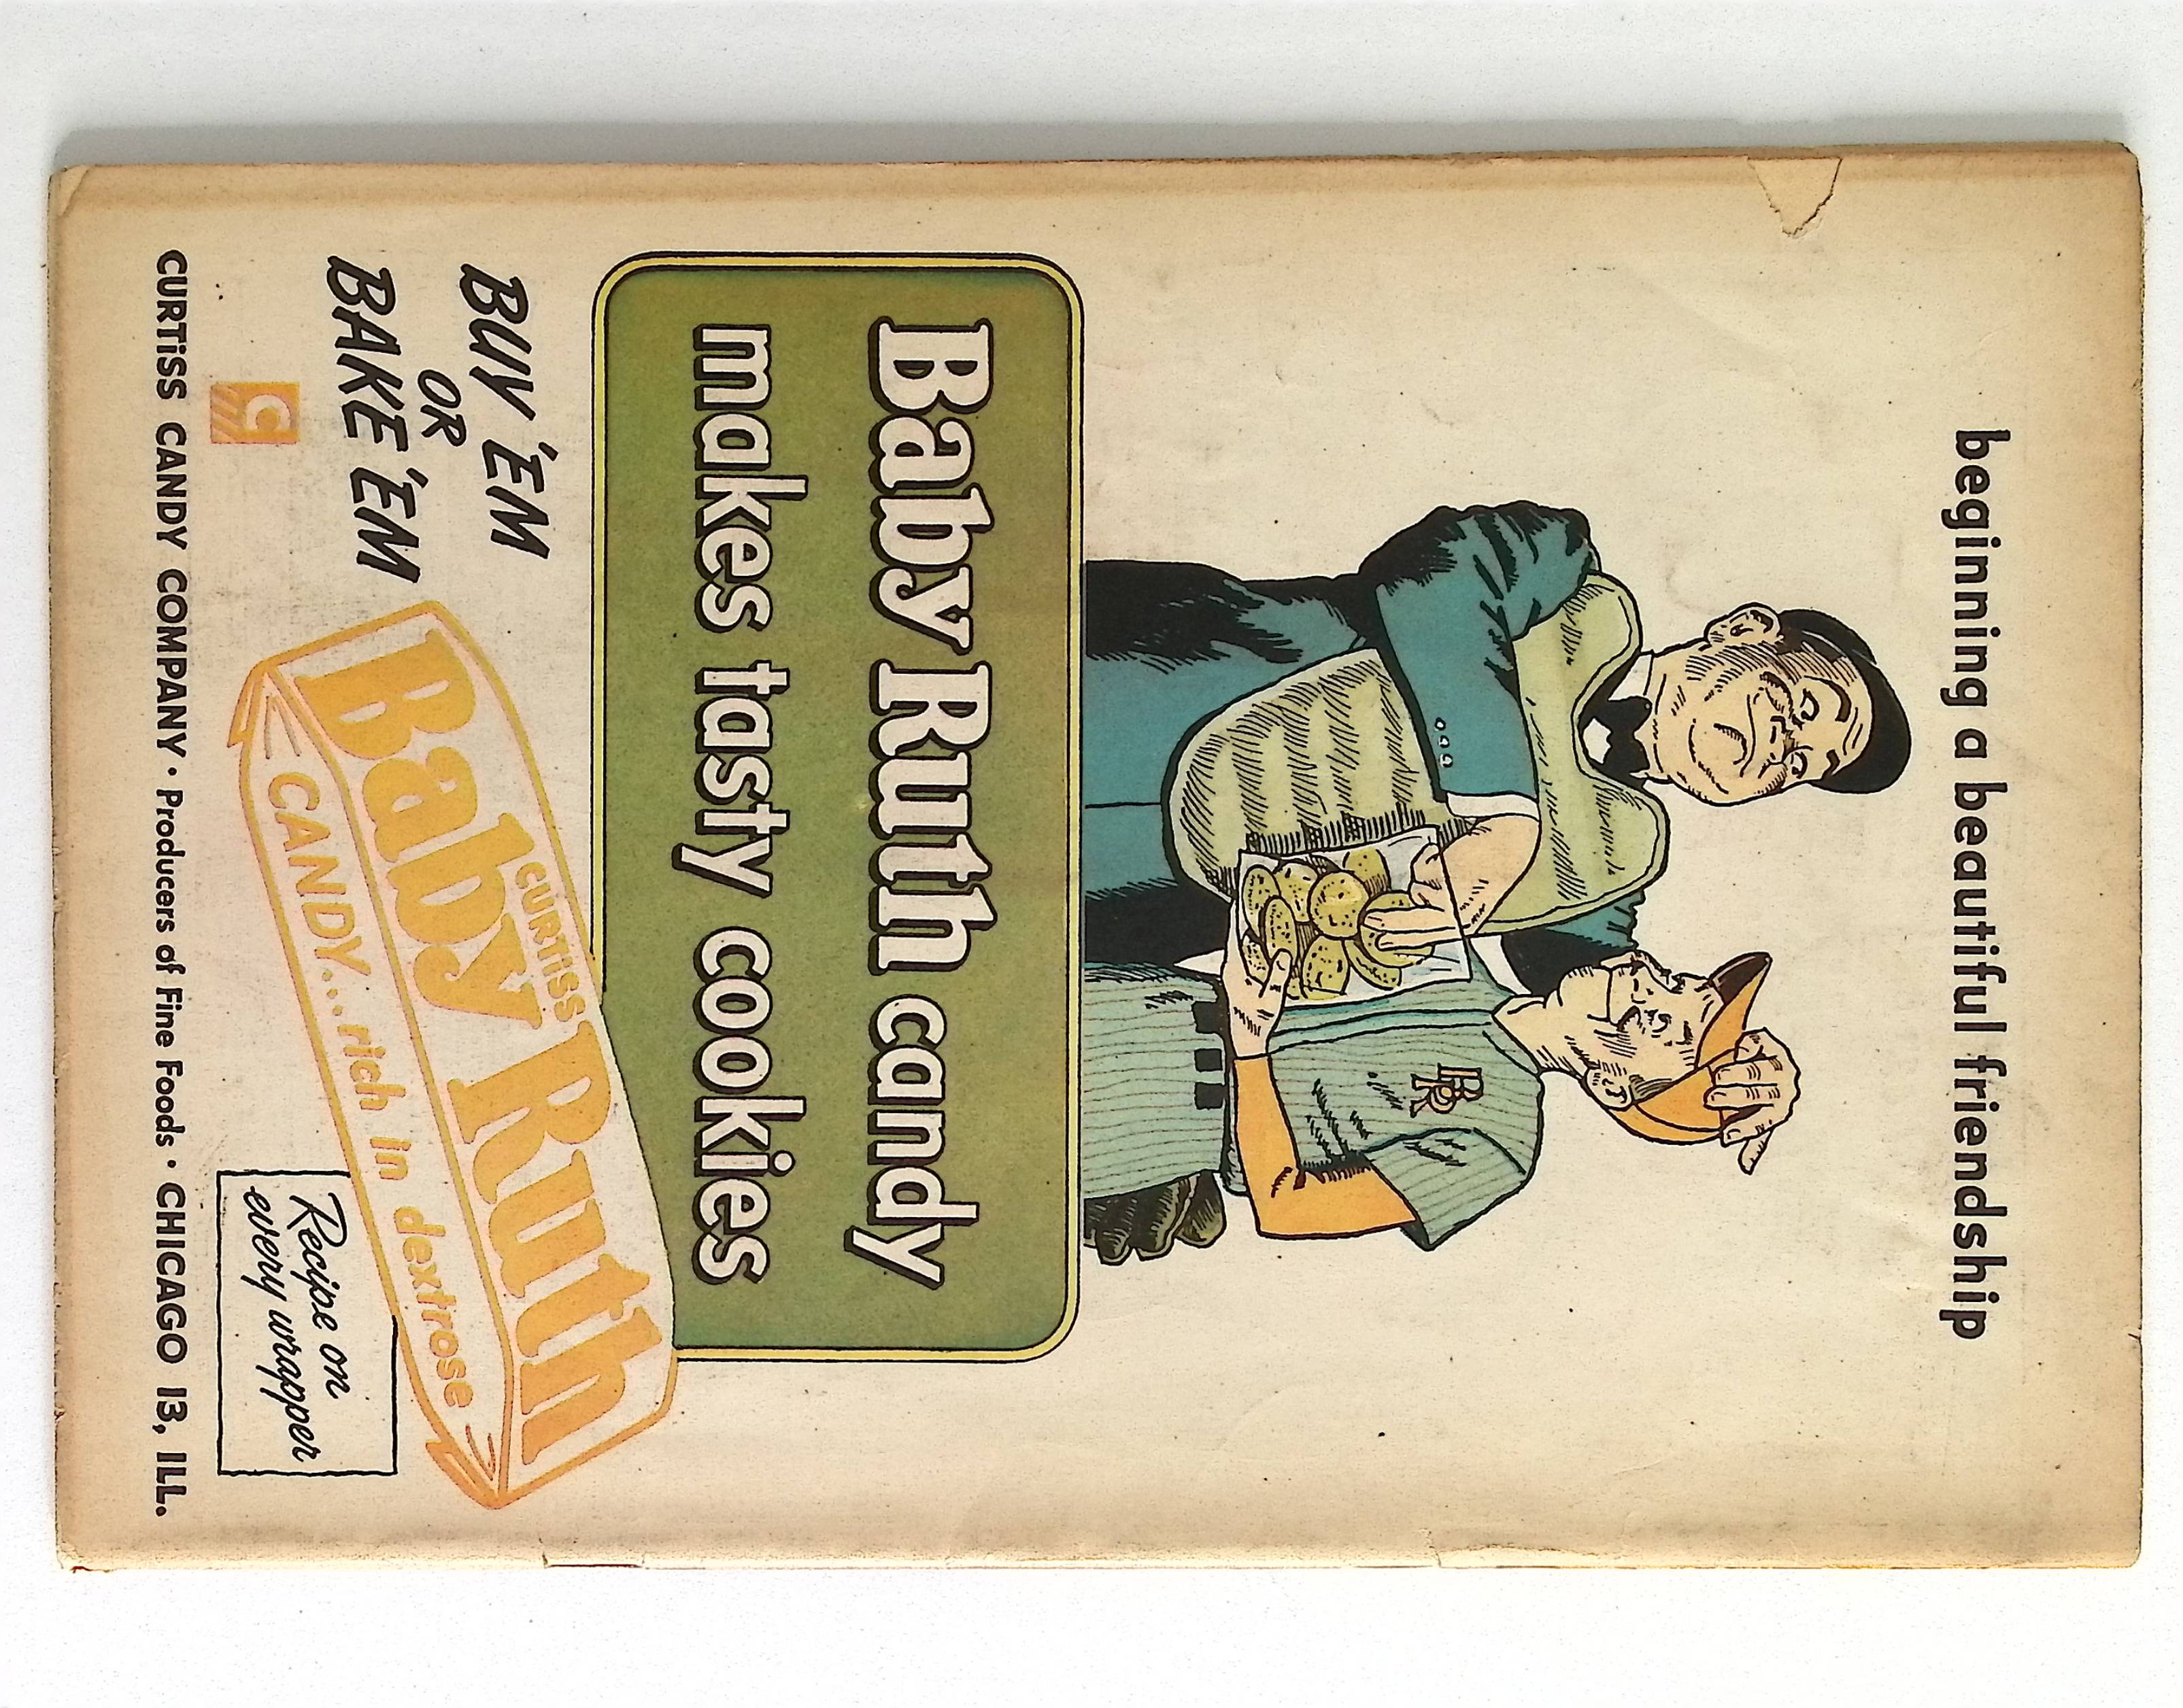 beginning a beautiful friendship
BR
Baby Ruth candy
makes tasty cookies
BUY 'EM
OR
BAKE 'EM
CURTiSS
Baby Ruth
CANDY...rich in dextrose
Recipe on
every wrapper
C
CURTiSS CANDY COMPANY • Producers of Fine Foods • CHICAGO 13, ILL.